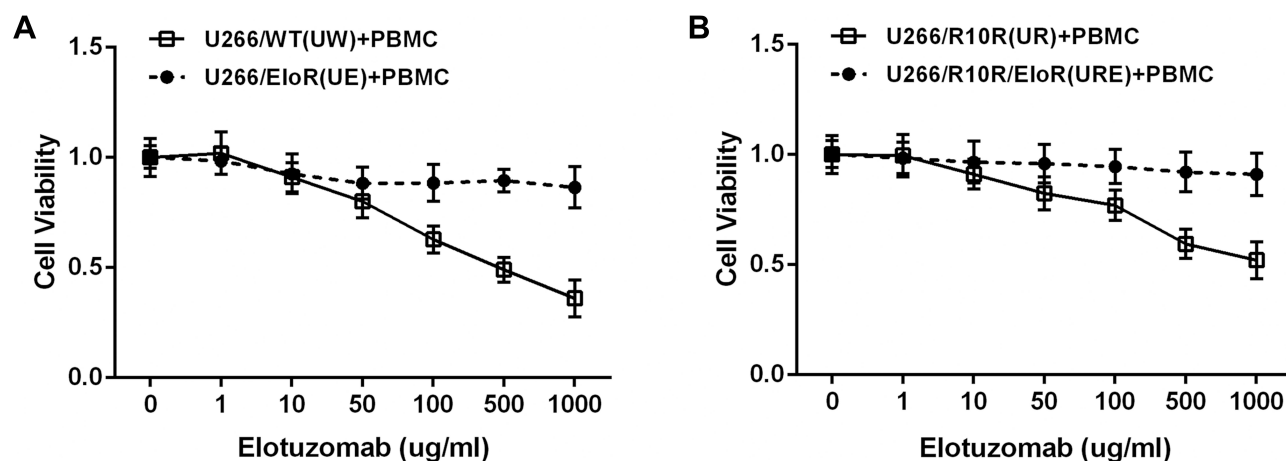 A
U266/WT(UW)+PBMC
U266/EloR(UE)+PBMC
1.5
1.0
0.5
0.0
Cell Viability
0 1 10 50 100 500 1000
Elotuzomab (ug/ml)
B
U266/R10R(UR)+PBMC
U266/R10R/EloR(URE)+PBMC
1.5
1.0
0.5
0.0
Cell Viability
0 1 10 50 100 500 1000
Elotuzomab (ug/ml)